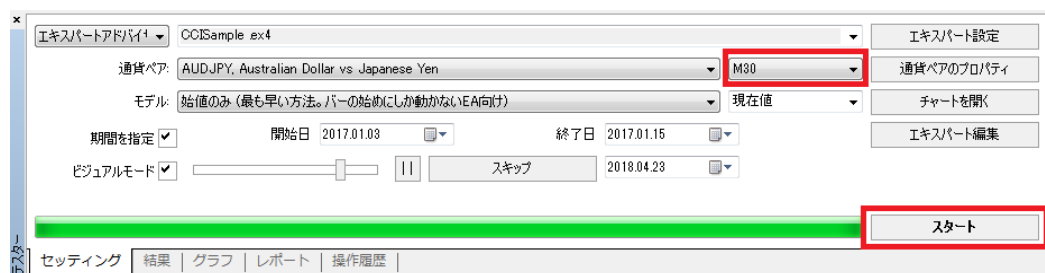 ×
エキスパートアドバイ CCISample .ex4 エキスパート設定
通貨ペア: AUDJPY, Australian Dollar vs Japanese Yen M30 通貨ペアのプロパティ
モデル: 始値のみ (最も早い方法。バーの始めにしか動かないEA向け) 現在値 チャートを開く
期間を指定 開始日 2017.01.03 終了日 2017.01.15 エキスパート編集
ビジュアルモード スキップ 2018.04.23
スタート
テスター
セッティング | 結果 | グラフ | レポート | 操作履歴 |